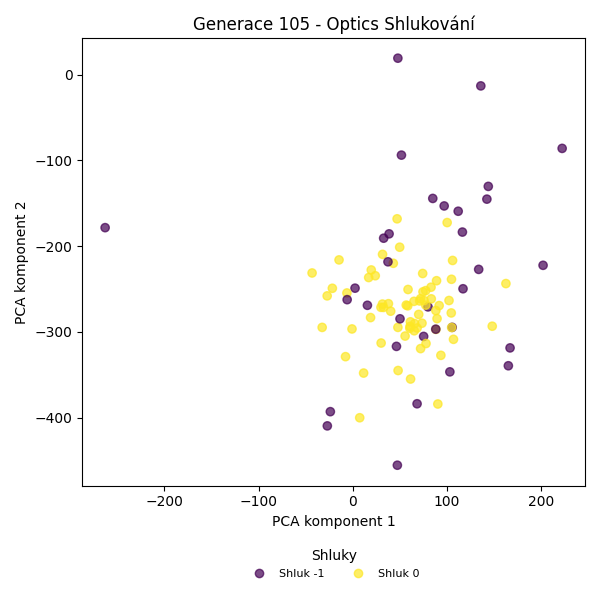 Generace 105 - Optics Shlukování
PCA komponent 2
0
−100
−200
−300
−400
−200
−100
0
100
200
PCA komponent 1
Shluky
Shluk -1
Shluk 0